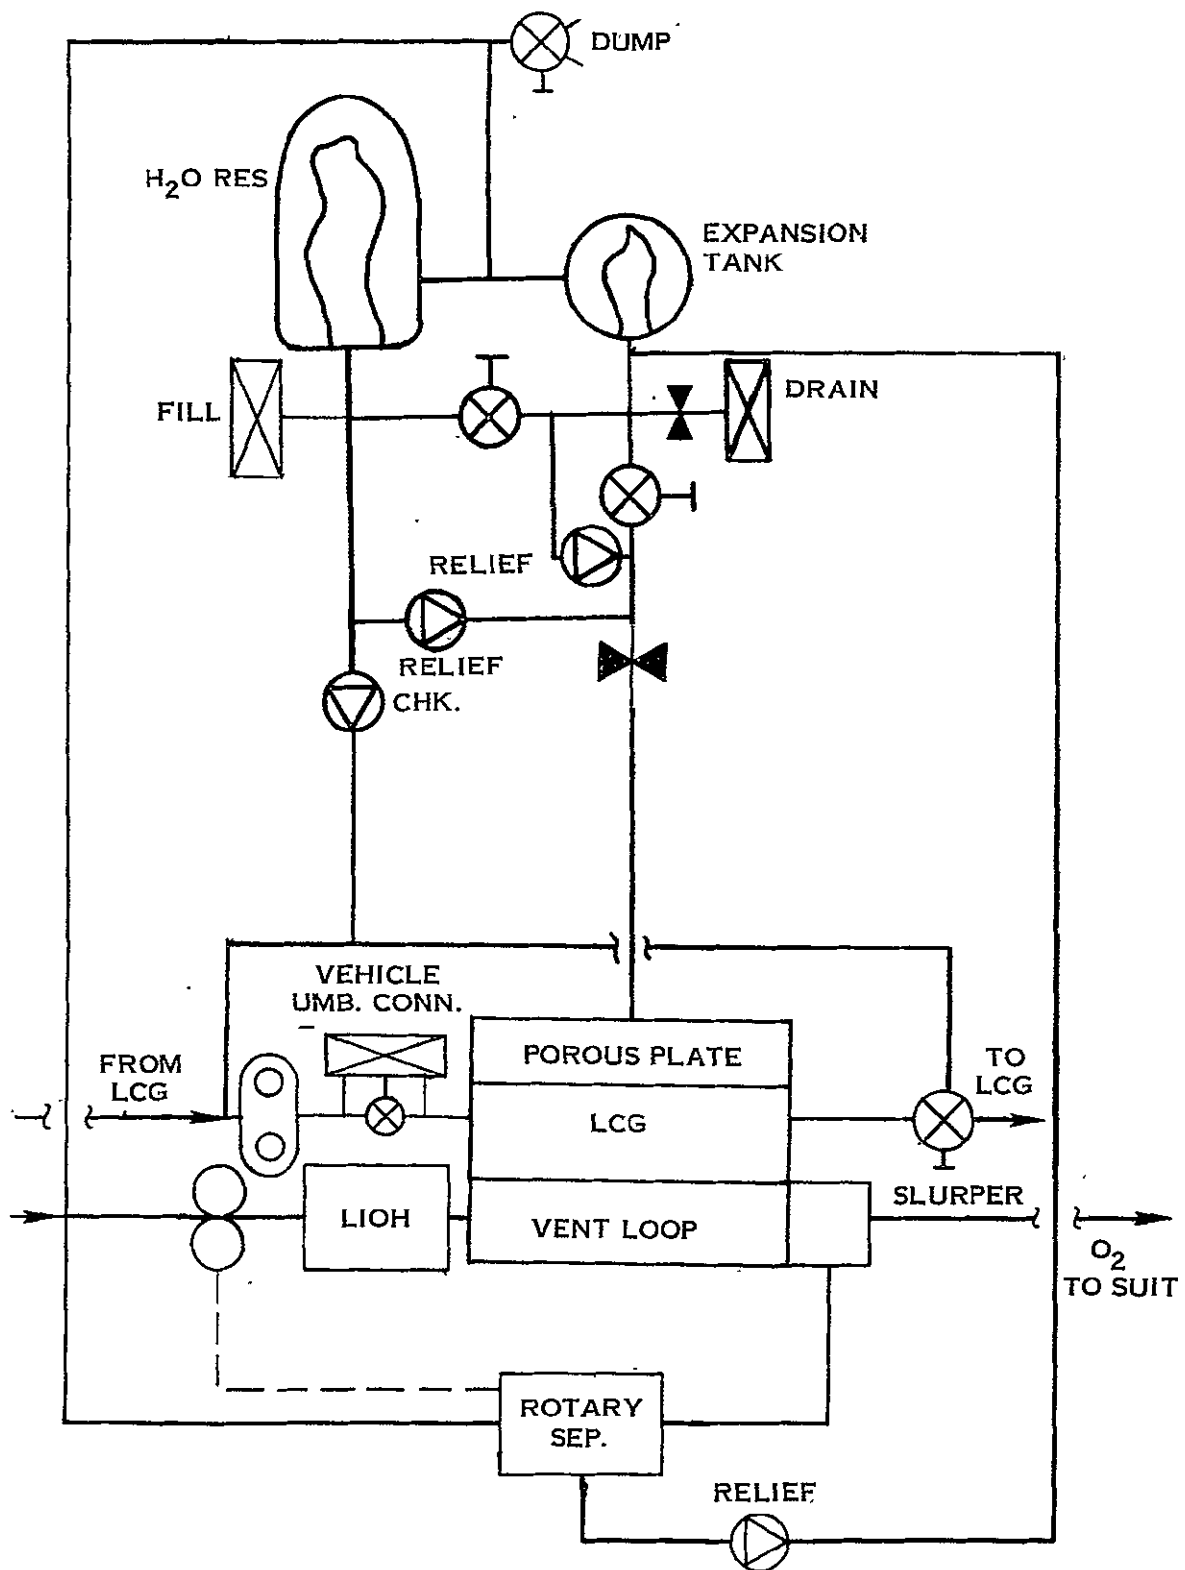 DUMP
H2O RES
EXPANSION
TANK
FILL
DRAIN
RELIEF
RELIEF
CHK.
VEHICLE
UMB. CONN.
FROM
LCG
POROUS PLATE
TO
LCG
LCG
SLURPER
LIOH
VENT LOOP
O2
TO SUIT
ROTARY
SEP.
RELIEF